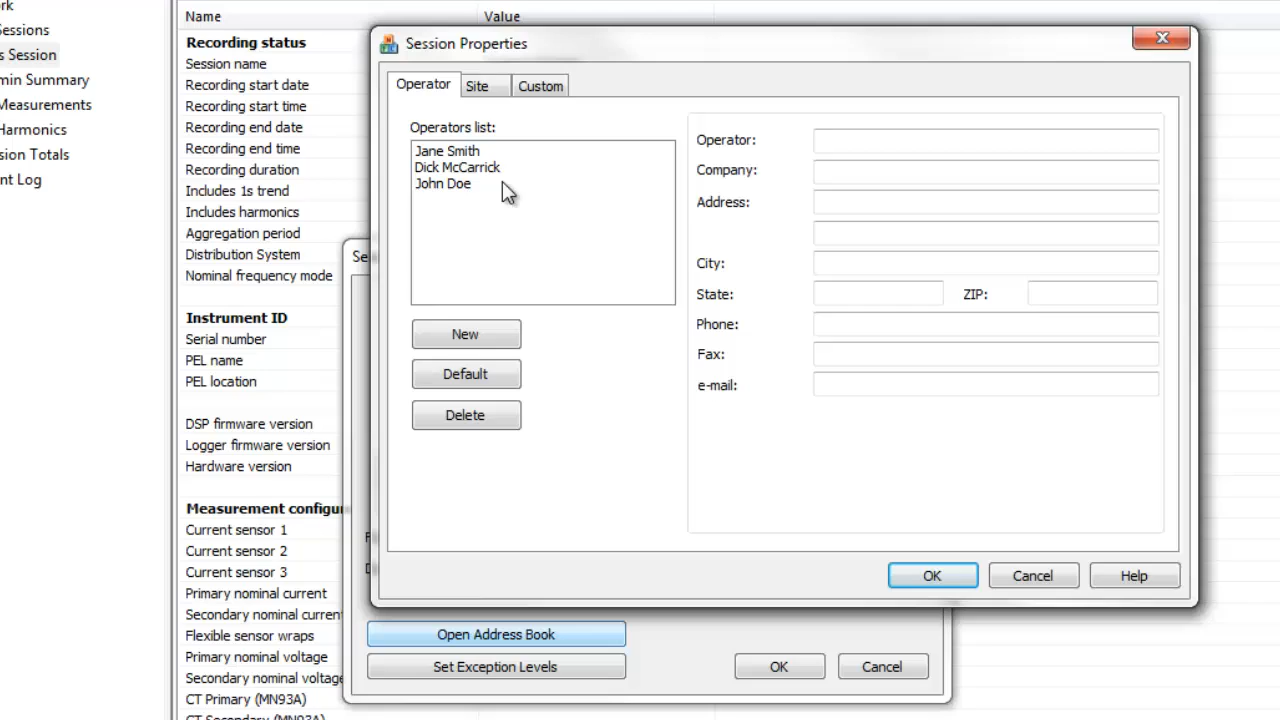 rk
Sessions
s Session
min Summary
Measurements
Harmonics
sion Totals
nt Log
Name
Value
Recording status
Session name
Recording start date
Recording start time
Recording end date
Recording end time
Recording duration
Includes 1s trend
Includes harmonics
Aggregation period
Distribution System
Nominal frequency mode
Instrument ID
Serial number
PEL name
PEL location
DSP firmware version
Logger firmware version
Hardware version
Measurement configu
Current sensor 1
Current sensor 2
Current sensor 3
Primary nominal current
Secondary nominal curren
Flexible sensor wraps
Primary nominal voltage
Secondary nominal voltage
CT Primary (MN93A)
CT Secondary (MN93A)
Se
Session Properties
Operator
Site
Custom
Operators list:
Jane Smith
Dick McCarrick
John Doe
New
Default
Delete
Operator:
Company:
Address:
City:
State:
ZIP:
Phone:
Fax:
e-mail:
OK
Cancel
Help
Open Address Book
Set Exception Levels
OK
Cancel